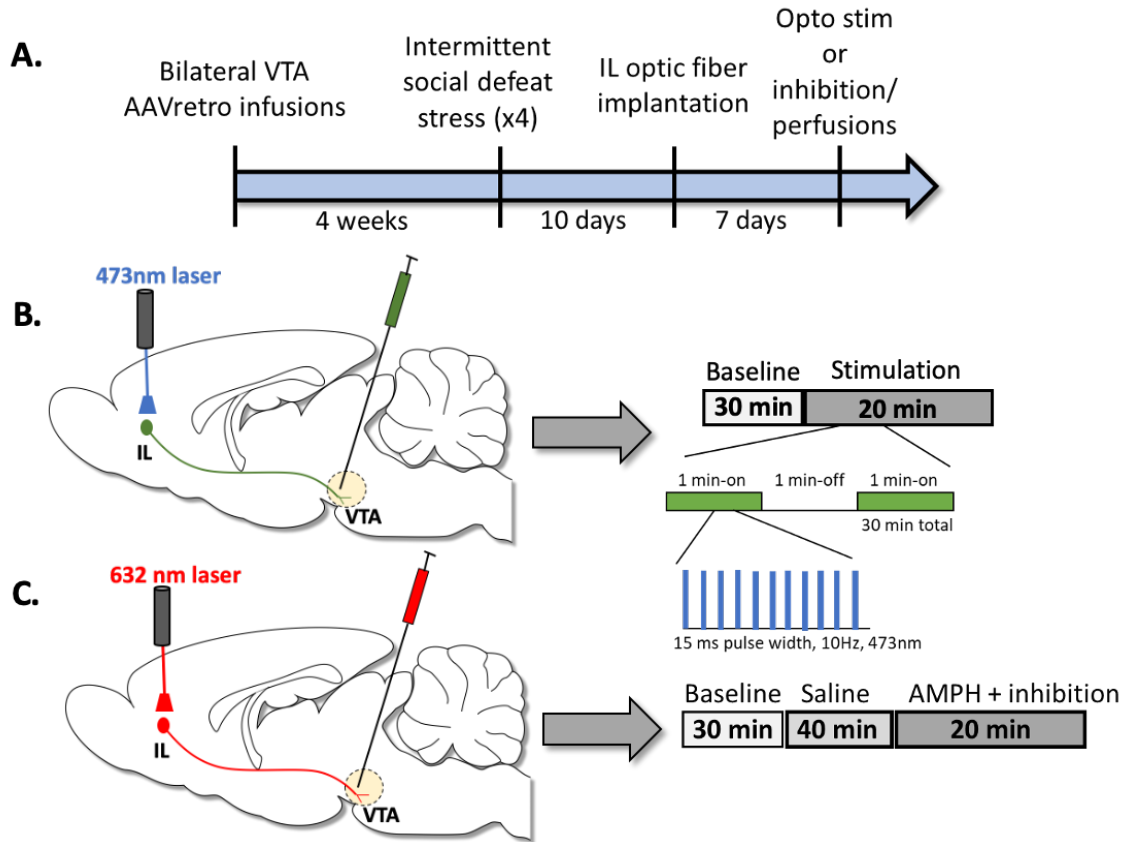 A.
Bilateral VTA
AAVretro infusions
Intermittent
social defeat
stress (x4)
IL optic fiber
implantation
Opto stim
or
inhibition/
perfusions
4 weeks
10 days
7 days
B.
473nm laser
IL
VTA
Baseline
Stimulation
30 min
20 min
1 min-on
1 min-off
1 min-on
30 min total
15 ms pulse width, 10Hz, 473nm
C.
632 nm laser
IL
VTA
Baseline
Saline
AMPH + inhibition
30 min
40 min
20 min